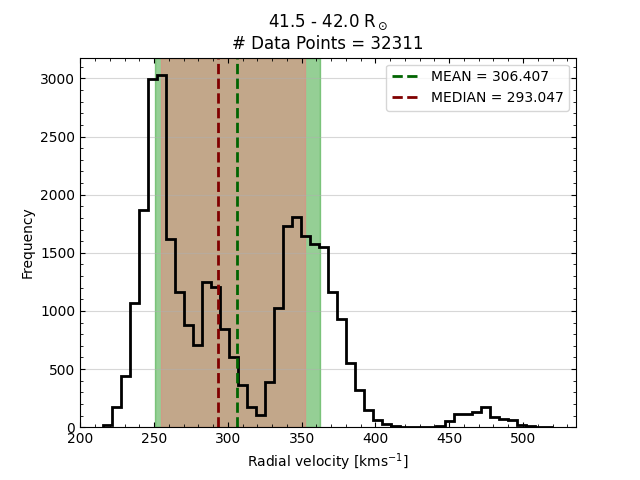 41.5 - 42.0 R⊙
# Data Points = 32311
MEAN = 306.407
MEDIAN = 293.047
3000
2500
2000
1500
1000
500
0
Frequency
200 250 300 350 400 450 500
Radial velocity [kms⁻¹]